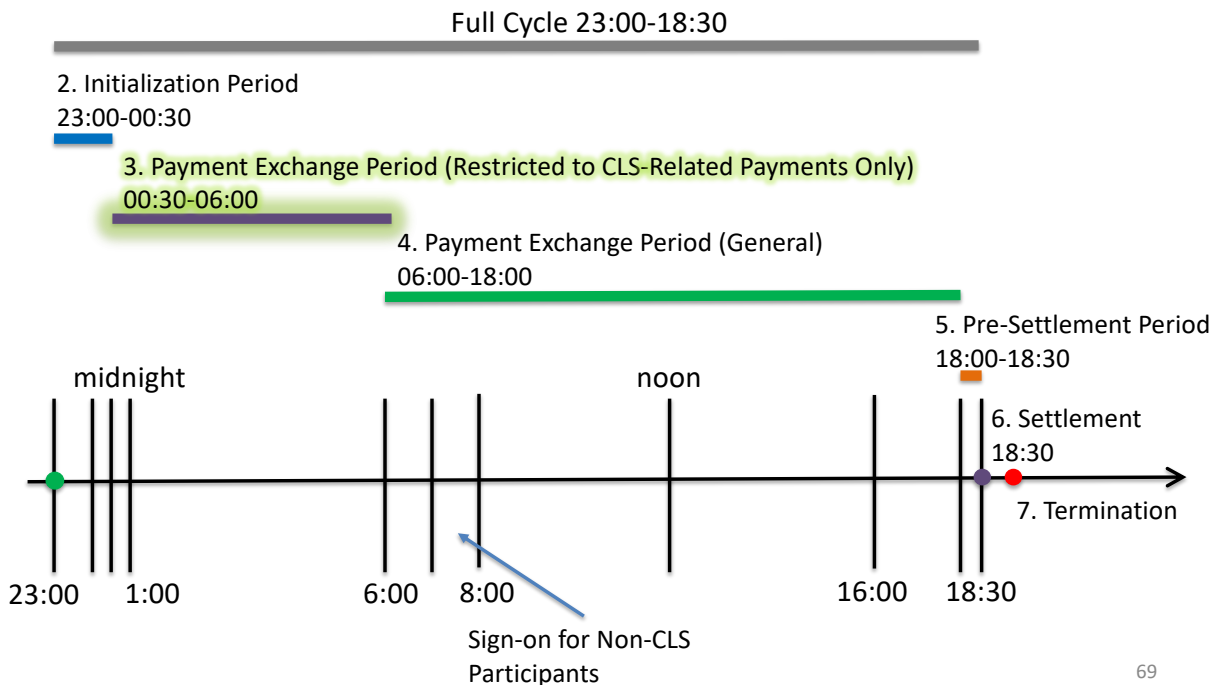 Full Cycle 23:00-18:30
2. Initialization Period
23:00-00:30
3. Payment Exchange Period (Restricted to CLS-Related Payments Only)
00:30-06:00
4. Payment Exchange Period (General)
06:00-18:00
5. Pre-Settlement Period
18:00-18:30
midnight
noon
6. Settlement
18:30
7. Termination
23:00
1:00
6:00
8:00
16:00
18:30
Sign-on for Non-CLS
Participants
69